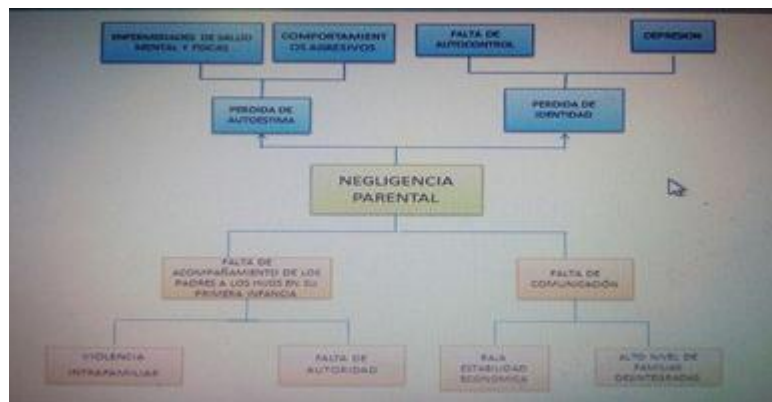 ENFERMEDADES DE SALUD
MENTAL Y FISICAS
COMPORTAMIENT
OS AGRESIVOS
FALTA DE
AUTOCONTROL
DEPRESION
PERDIDA DE
AUTOESTIMA
PERDIDA DE
IDENTIDAD
NEGLIGENCIA
PARENTAL
FALTA DE
ACOMPAÑAMIENTO DE LOS
PADRES A LOS HIJOS EN SU
PRIMERA INFANCIA
FALTA DE
COMUNICACIÓN
VIOLENCIA
INTRAFAMILIAR
FALTA DE
AUTORIDAD
BAJA
ESTABILIDAD
ECONOMICA
ALTO NIVEL DE
FAMILIAS
DESINTEGRADAS